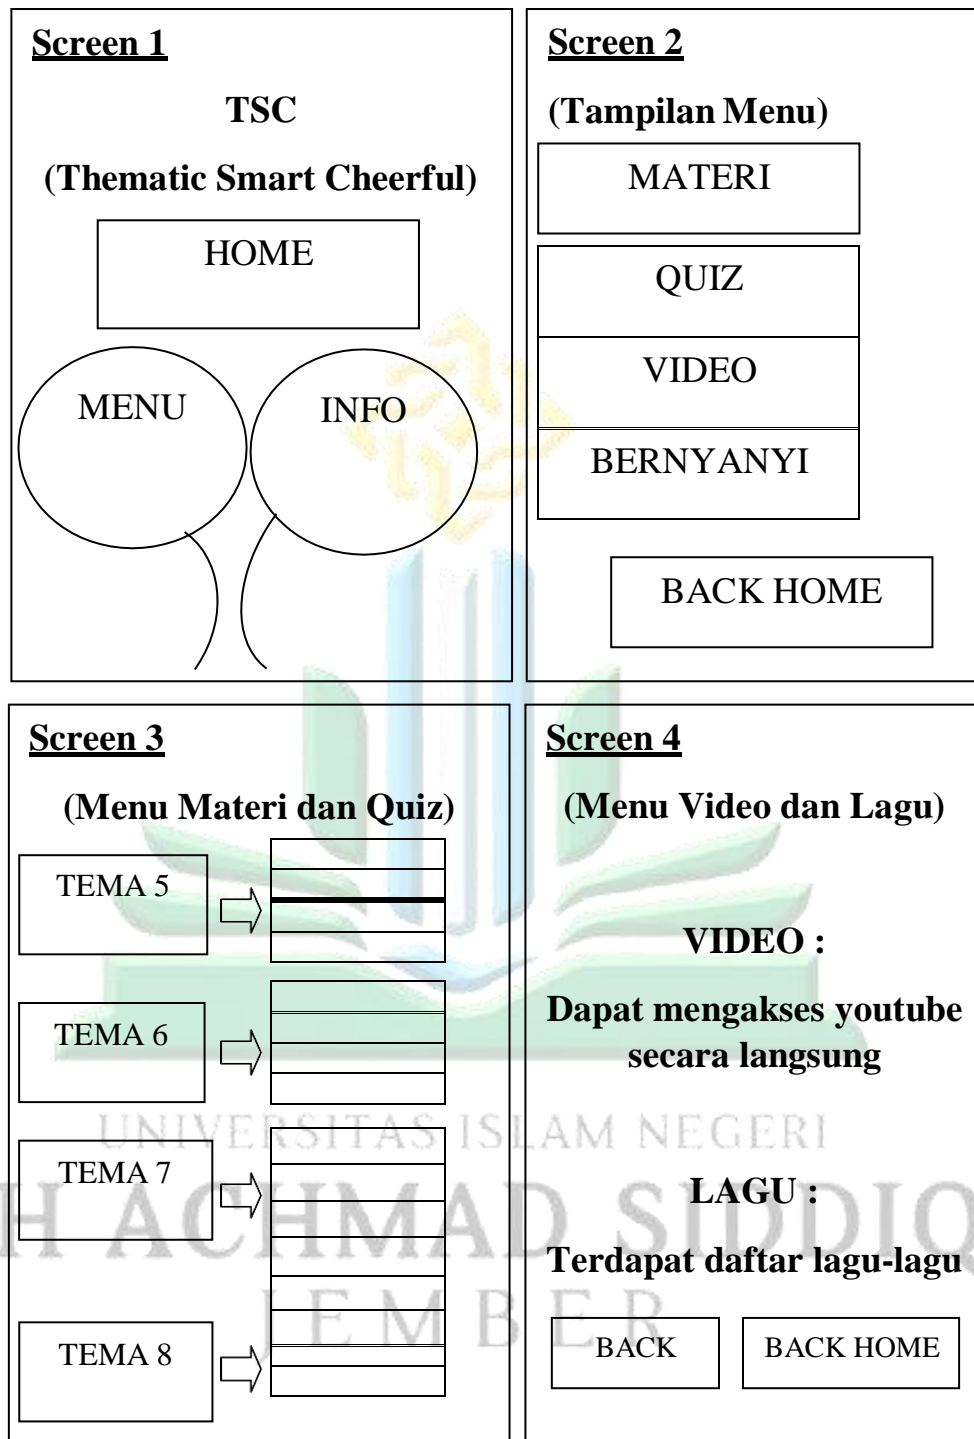 Screen 1
TSC
(Thematic Smart Cheerful)
HOME
MENU
INFO
Screen 2
(Tampilan Menu)
MATERI
QUIZ
VIDEO
BERNYANYI
BACK HOME
Screen 3
(Menu Materi dan Quiz)
TEMA 5
TEMA 6
TEMA 7
TEMA 8
Screen 4
(Menu Video dan Lagu)
VIDEO :
Dapat mengakses youtube
secara langsung
LAGU :
Terdapat daftar lagu-lagu
BACK
BACK HOME
UNIVERSITAS ISLAM NEGERI
H ACHMAD SIDDIQ
JEMBER